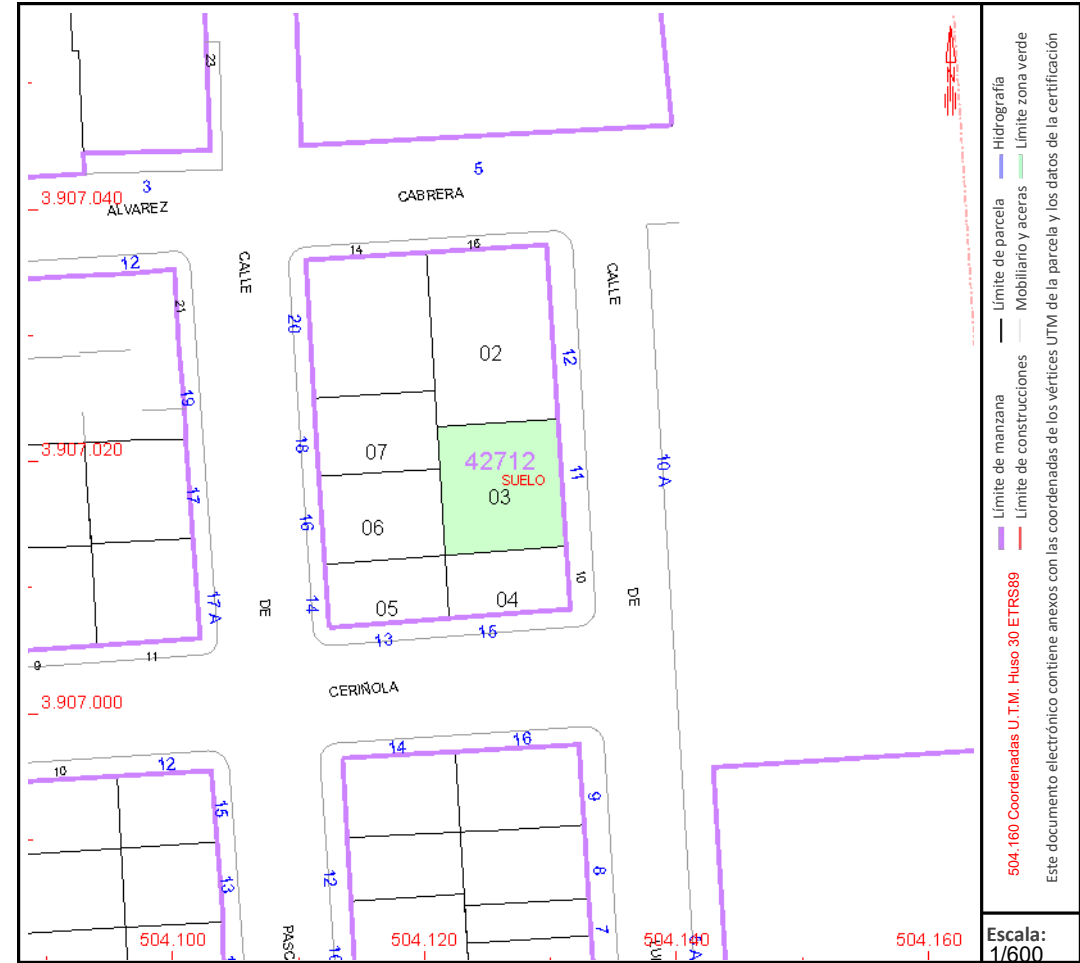 23
5
3
3.907.040
ALVAREZ
CABRERA
14
16
12
CALLE
CALLE
21
20
02
12
19
18
07
3.907.020
42712
SUELO
03
11
10 A
17
16
06
10
14
05
04
DE
DE
17 A
13
15
9
11
CERIÑOLA
3.907.000
10
12
14
16
15
9
13
12
8
7
PASC
504.100
504.120
504.140
504.160
504.160 Coordenadas U.T.M. Huso 30 ETRS89
Límite de manzana
Límite de parcela
Hidrografía
Límite de construcciones
Mobiliario y aceras
Límite zona verde
Este documento electrónico contiene anexos con las coordenadas de los vértices UTM de la parcela y los datos de la certificación
Escala:
1/600